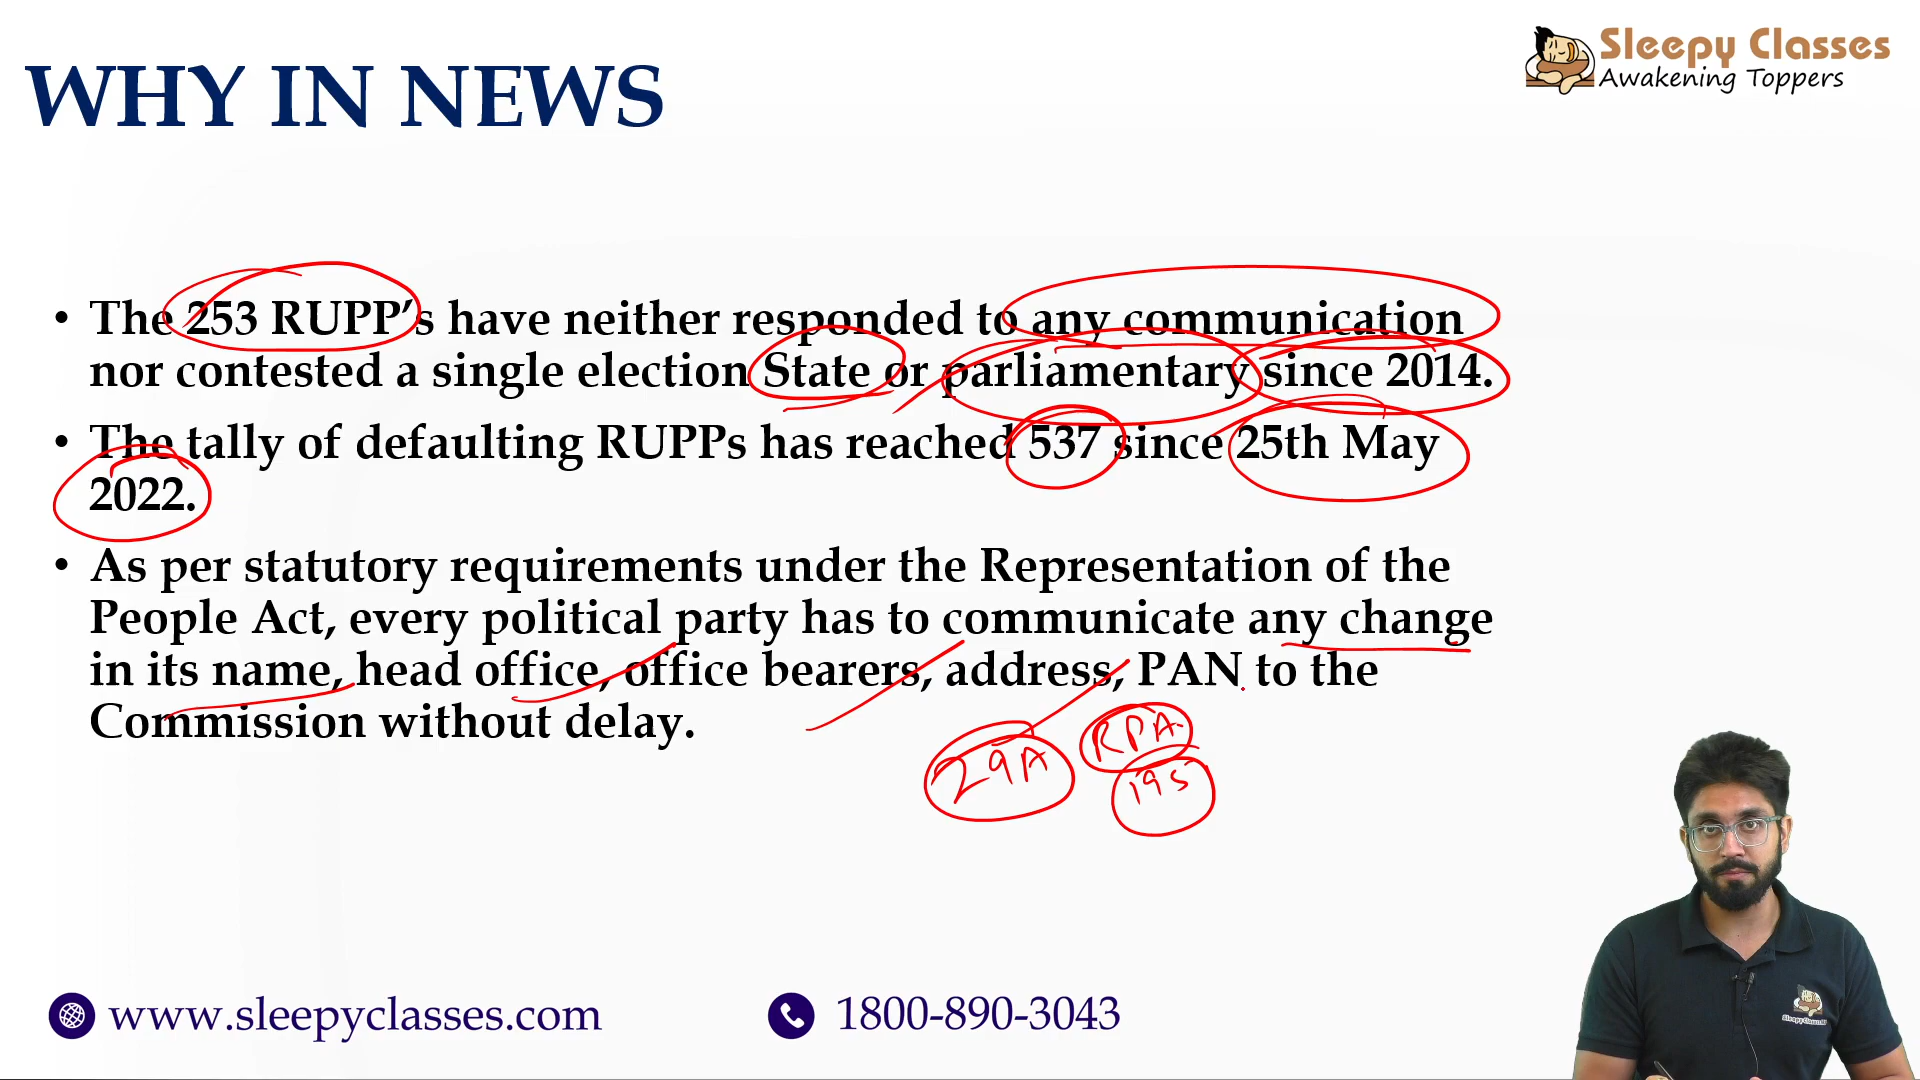 WHY IN NEWS
Sleepy Classes
Awakening Toppers
• The 253 RUPP's have neither responded to any communication
nor contested a single election State or parliamentary since 2014.
• The tally of defaulting RUPPs has reached 537 since 25th May
2022.
• As per statutory requirements under the Representation of the
People Act, every political party has to communicate any change
in its name, head office, office bearers, address, PAN to the
Commission without delay.
29A
RPA
195
www.sleepyclasses.com
1800-890-3043